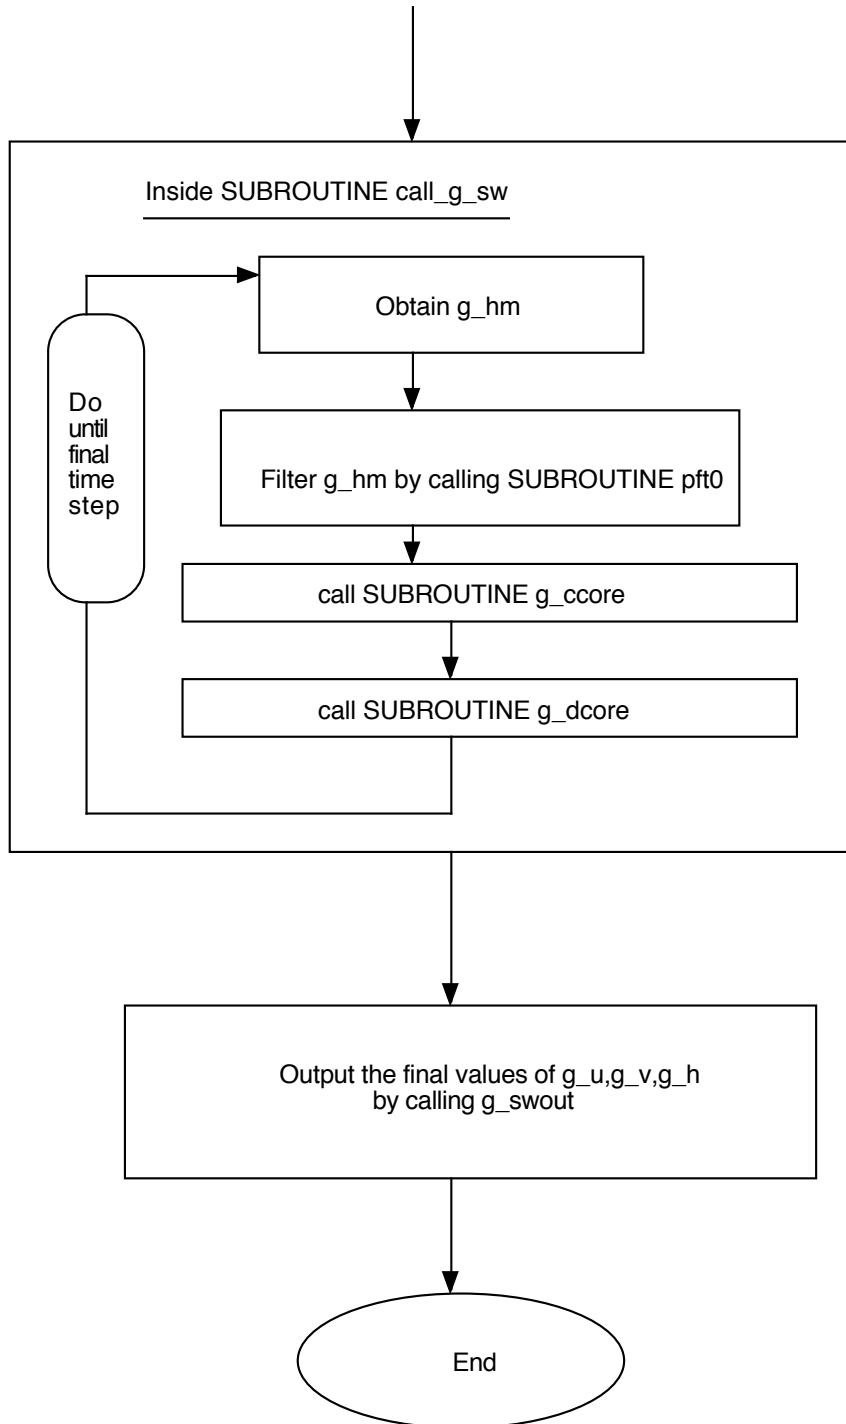 Inside SUBROUTINE call_g_sw
Obtain g_hm
Do
until
final
time
step
Filter g_hm by calling SUBROUTINE pft0
call SUBROUTINE g_ccore
call SUBROUTINE g_dcore
Output the final values of g_u,g_v,g_h
by calling g_swout
End